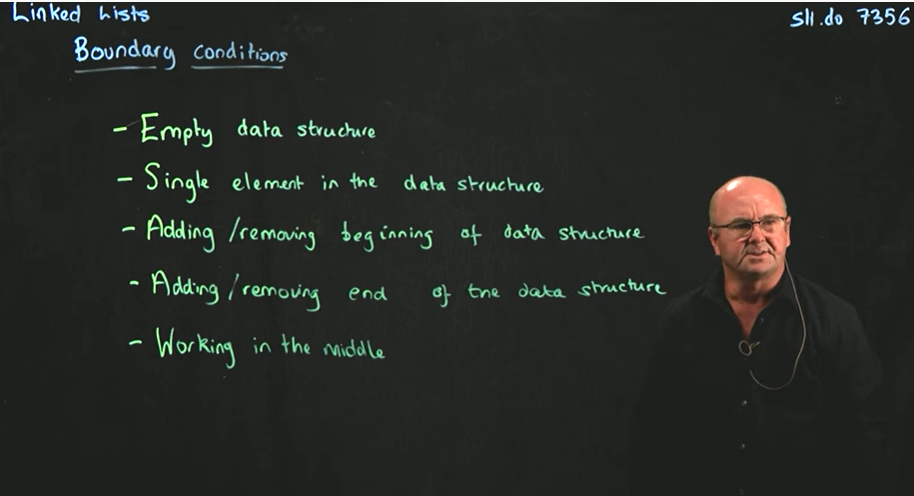 Linked Lists
sli.do 7356
Boundary conditions
- Empty data structure
- Single element in the data structure
- Adding/removing beginning of data structure
- Adding/removing end of the data structure
- Working in the middle